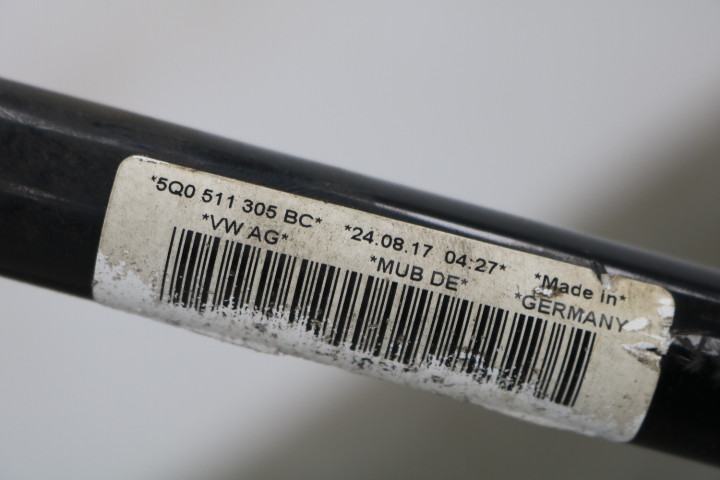 *5Q0 511 305 BC* *24.08.17 04:27* *Made in*
*VW AG* *MUB DE* *GERMANY